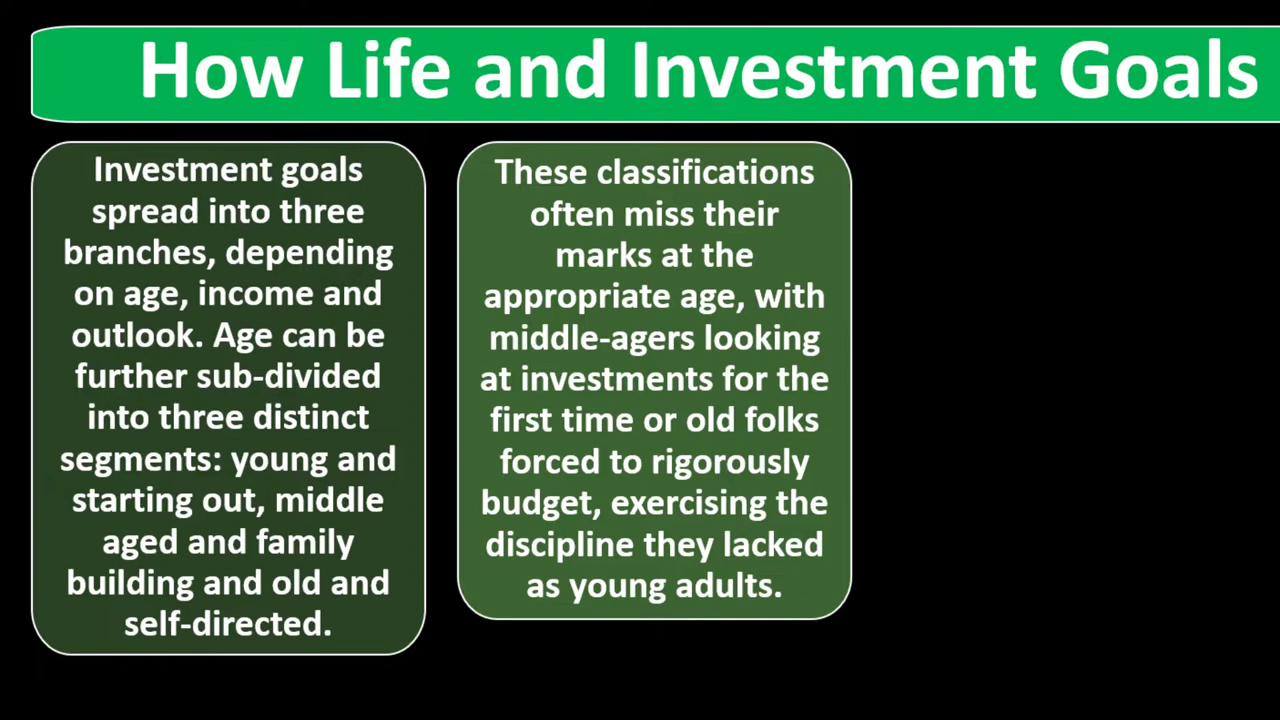 How Life and Investment Goals
Investment goals
spread into three
branches, depending
on age, income and
outlook. Age can be
further sub-divided
into three distinct
segments: young and
starting out, middle
aged and family
building and old and
self-directed.
These classifications
often miss their
marks at the
appropriate age, with
middle-agers looking
at investments for the
first time or old folks
forced to rigorously
budget, exercising the
discipline they lacked
as young adults.